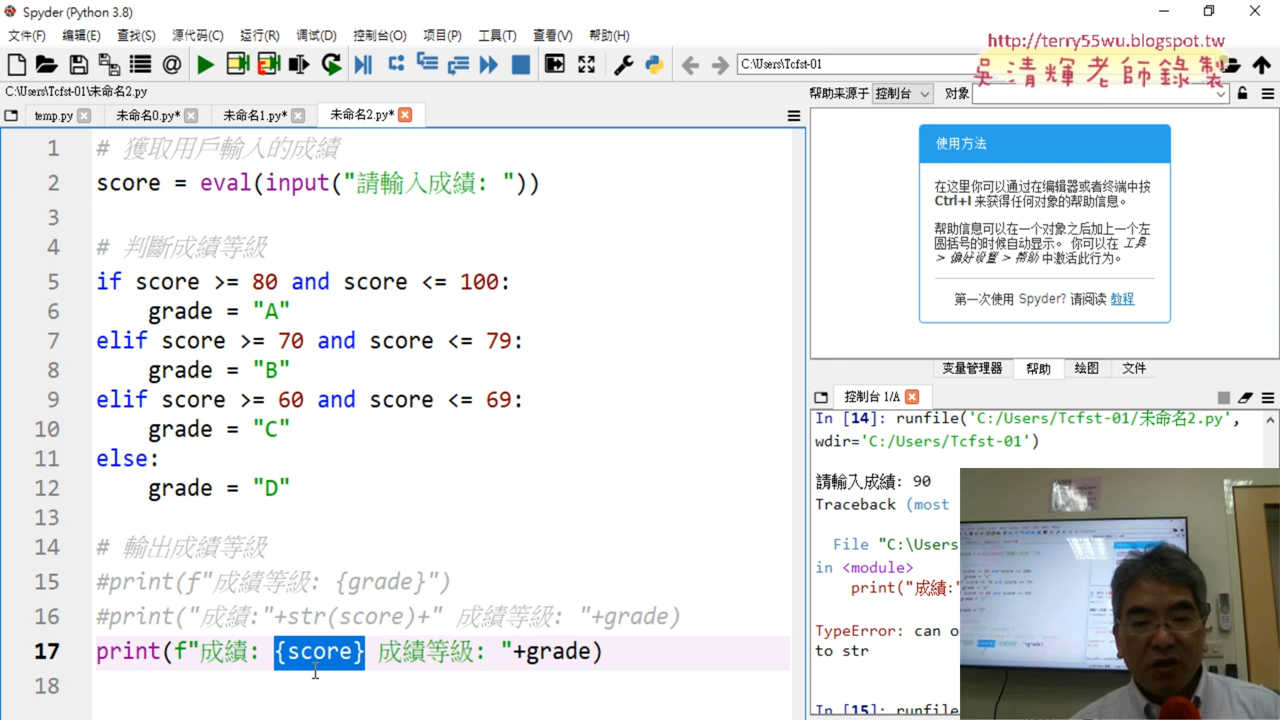 Spyder (Python 3.8)
文件(F) 编辑(E) 查找(S) 源代码(C) 运行(R) 调试(D) 控制台(O) 项目(P) 工具(T) 查看(V) 帮助(H)
http://terry55wu.blogspot.tw
吳清輝老師錄製
C:\Users\Tcfst-01
C:\Users\Tcfst-01\未命名2.py
帮助来源于 控制台 对象
temp.py 未命名0.py* 未命名1.py* 未命名2.py*
1 # 獲取用戶輸入的成績
2 score = eval(input("請輸入成績: "))
3
4 # 判斷成績等級
5 if score >= 80 and score <= 100:
6 grade = "A"
7 elif score >= 70 and score <= 79:
8 grade = "B"
9 elif score >= 60 and score <= 69:
10 grade = "C"
11 else:
12 grade = "D"
13
14 # 輸出成績等級
15 #print(f"成績等級: {grade}")
16 #print("成績:"+str(score)+" 成績等級: "+grade)
17 print(f"成績: {score} 成績等級: "+grade)
18
使用方法
在这里你可以通过在编辑器或者终端中按
Ctrl+I 来获得任何对象的帮助信息。
帮助信息可以在一个对象之后加上一个左
圆括号的时候自动显示。 你可以在 工具
> 偏好设置 > 帮助 中激活此行为。
第一次使用 Spyder? 请阅读 教程
变量管理器 帮助 绘图 文件
控制台 1/A
In [14]: runfile('C:/Users/Tcfst-01/未命名2.py',
wdir='C:/Users/Tcfst-01')
請輸入成績: 90
Traceback (most
File "C:\Users
in <module>
print("成績:"
TypeError: can o
to str
In [15]: runfile